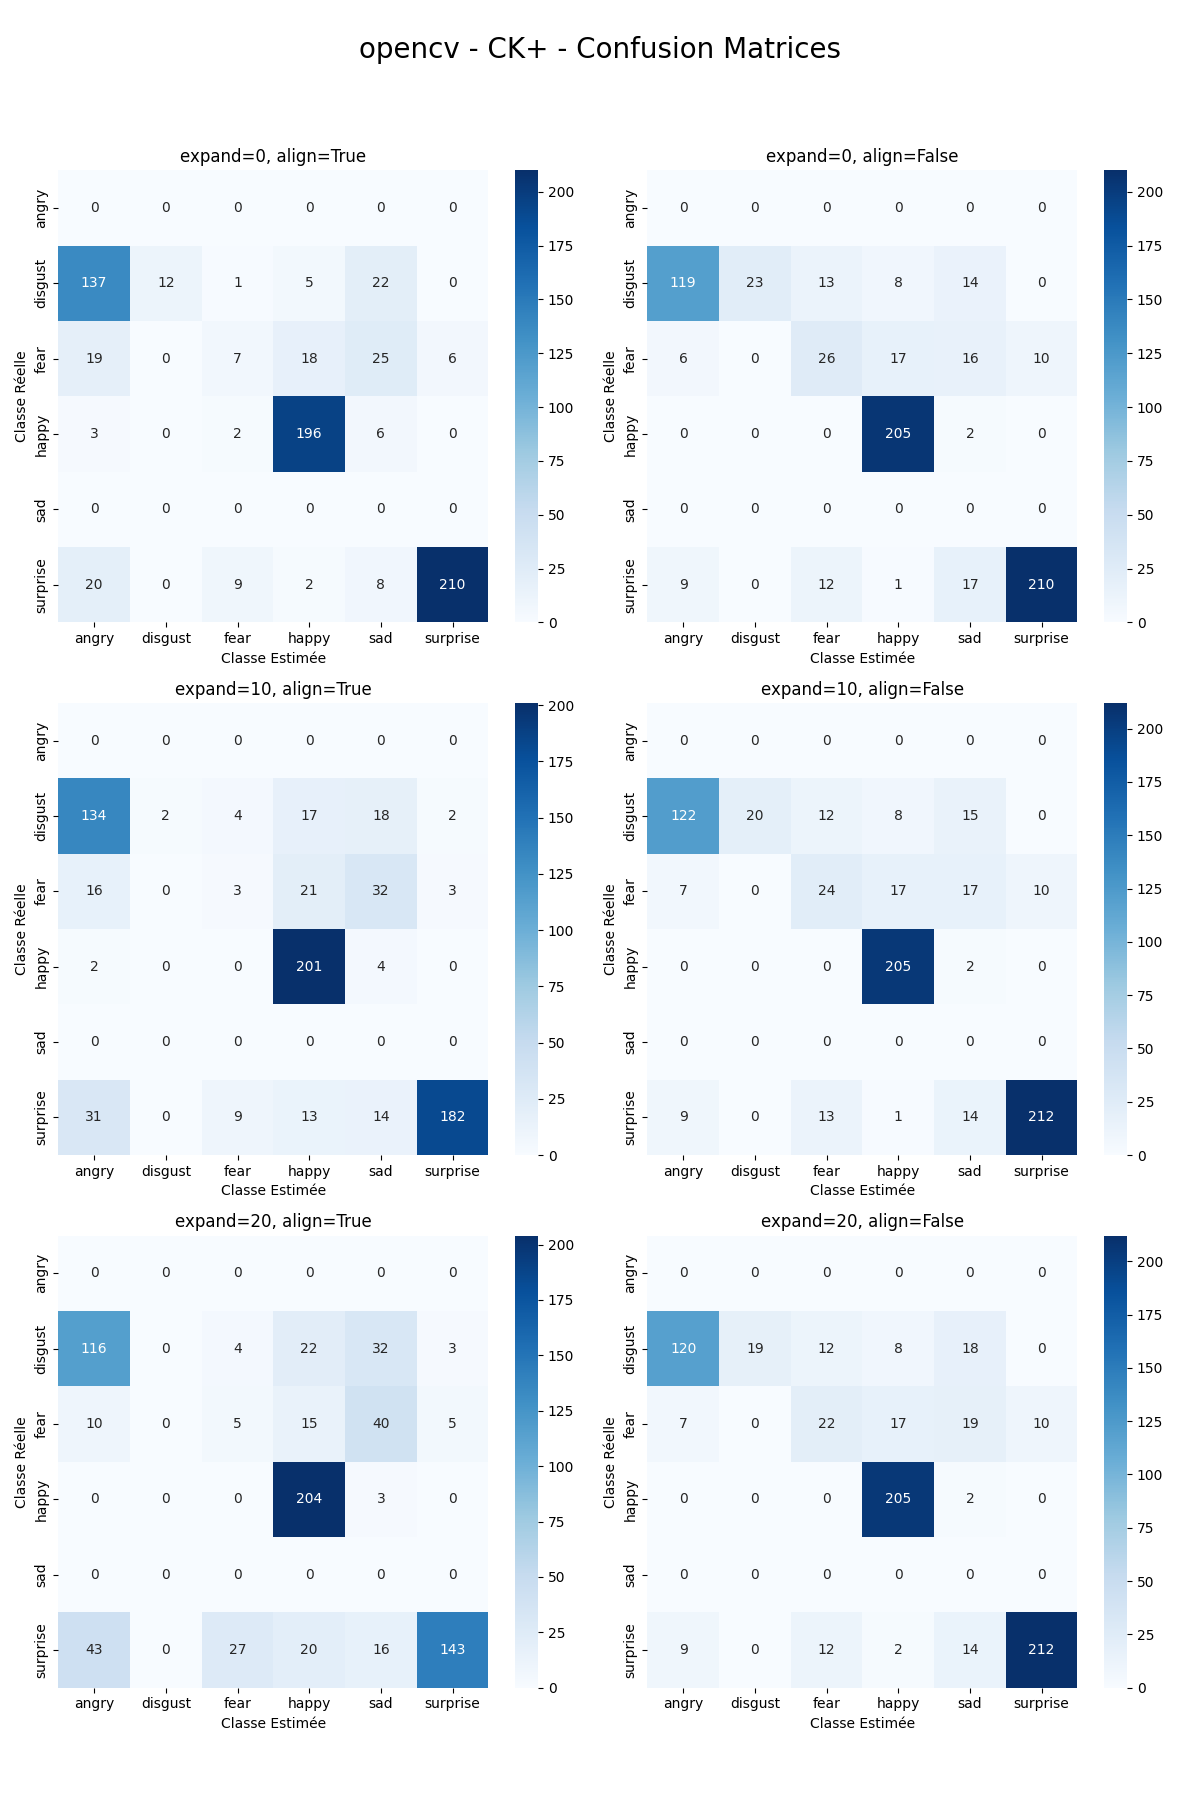 opencv - CK+ - Confusion Matrices
expand=0, align=True
angry 0 0 0 0 0 0
disgust 137 12 1 5 22 0
fear 19 0 7 18 25 6
happy 3 0 2 196 6 0
sad 0 0 0 0 0 0
surprise 20 0 9 2 8 210
angry disgust fear happy sad surprise
Classe Réelle
Classe Estimée
200
175
150
125
100
75
50
25
0
expand=0, align=False
angry 0 0 0 0 0 0
disgust 119 23 13 8 14 0
fear 6 0 26 17 16 10
happy 0 0 0 205 2 0
sad 0 0 0 0 0 0
surprise 9 0 12 1 17 210
angry disgust fear happy sad surprise
Classe Réelle
Classe Estimée
200
175
150
125
100
75
50
25
0
expand=10, align=True
angry 0 0 0 0 0 0
disgust 134 2 4 17 18 2
fear 16 0 3 21 32 3
happy 2 0 0 201 4 0
sad 0 0 0 0 0 0
surprise 31 0 9 13 14 182
angry disgust fear happy sad surprise
Classe Réelle
Classe Estimée
200
175
150
125
100
75
50
25
0
expand=10, align=False
angry 0 0 0 0 0 0
disgust 122 20 12 8 15 0
fear 7 0 24 17 17 10
happy 0 0 0 205 2 0
sad 0 0 0 0 0 0
surprise 9 0 13 1 14 212
angry disgust fear happy sad surprise
Classe Réelle
Classe Estimée
200
175
150
125
100
75
50
25
0
expand=20, align=True
angry 0 0 0 0 0 0
disgust 116 0 4 22 32 3
fear 10 0 5 15 40 5
happy 0 0 0 204 3 0
sad 0 0 0 0 0 0
surprise 43 0 27 20 16 143
angry disgust fear happy sad surprise
Classe Réelle
Classe Estimée
200
175
150
125
100
75
50
25
0
expand=20, align=False
angry 0 0 0 0 0 0
disgust 120 19 12 8 18 0
fear 7 0 22 17 19 10
happy 0 0 0 205 2 0
sad 0 0 0 0 0 0
surprise 9 0 12 2 14 212
angry disgust fear happy sad surprise
Classe Réelle
Classe Estimée
200
175
150
125
100
75
50
25
0